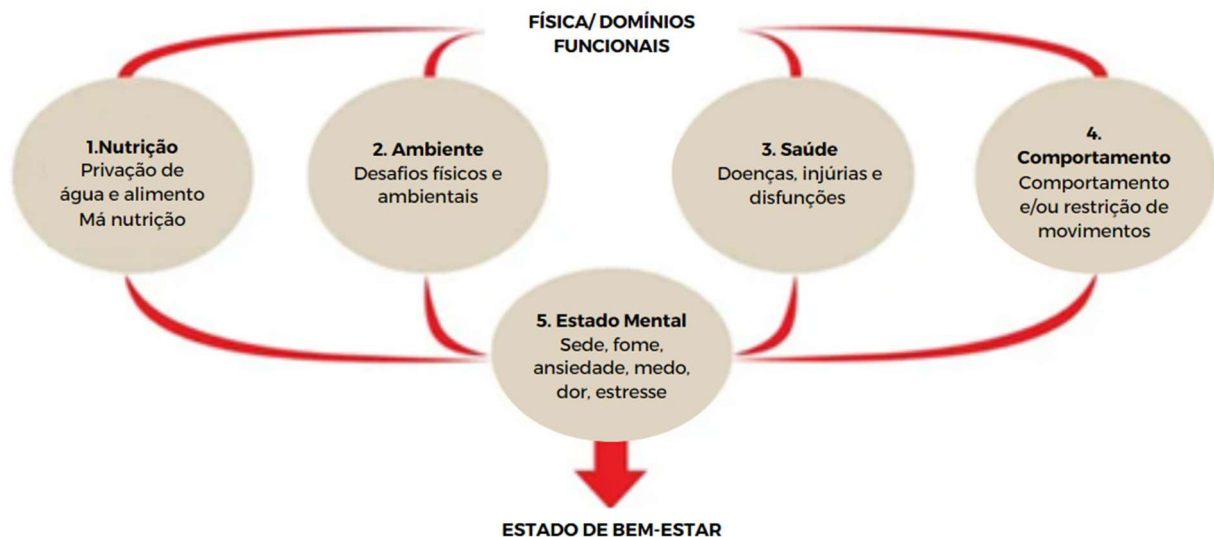 FÍSICA/ DOMÍNIOS
FUNCIONAIS
1.Nutrição
Privação de
água e alimento
Má nutrição
2. Ambiente
Desafios físicos e
ambientais
3. Saúde
Doenças, injúrias e
disfunções
4.
Comportamento
Comportamento
e/ou restrição de
movimentos
5. Estado Mental
Sede, fome,
ansiedade, medo,
dor, estresse
ESTADO DE BEM-ESTAR